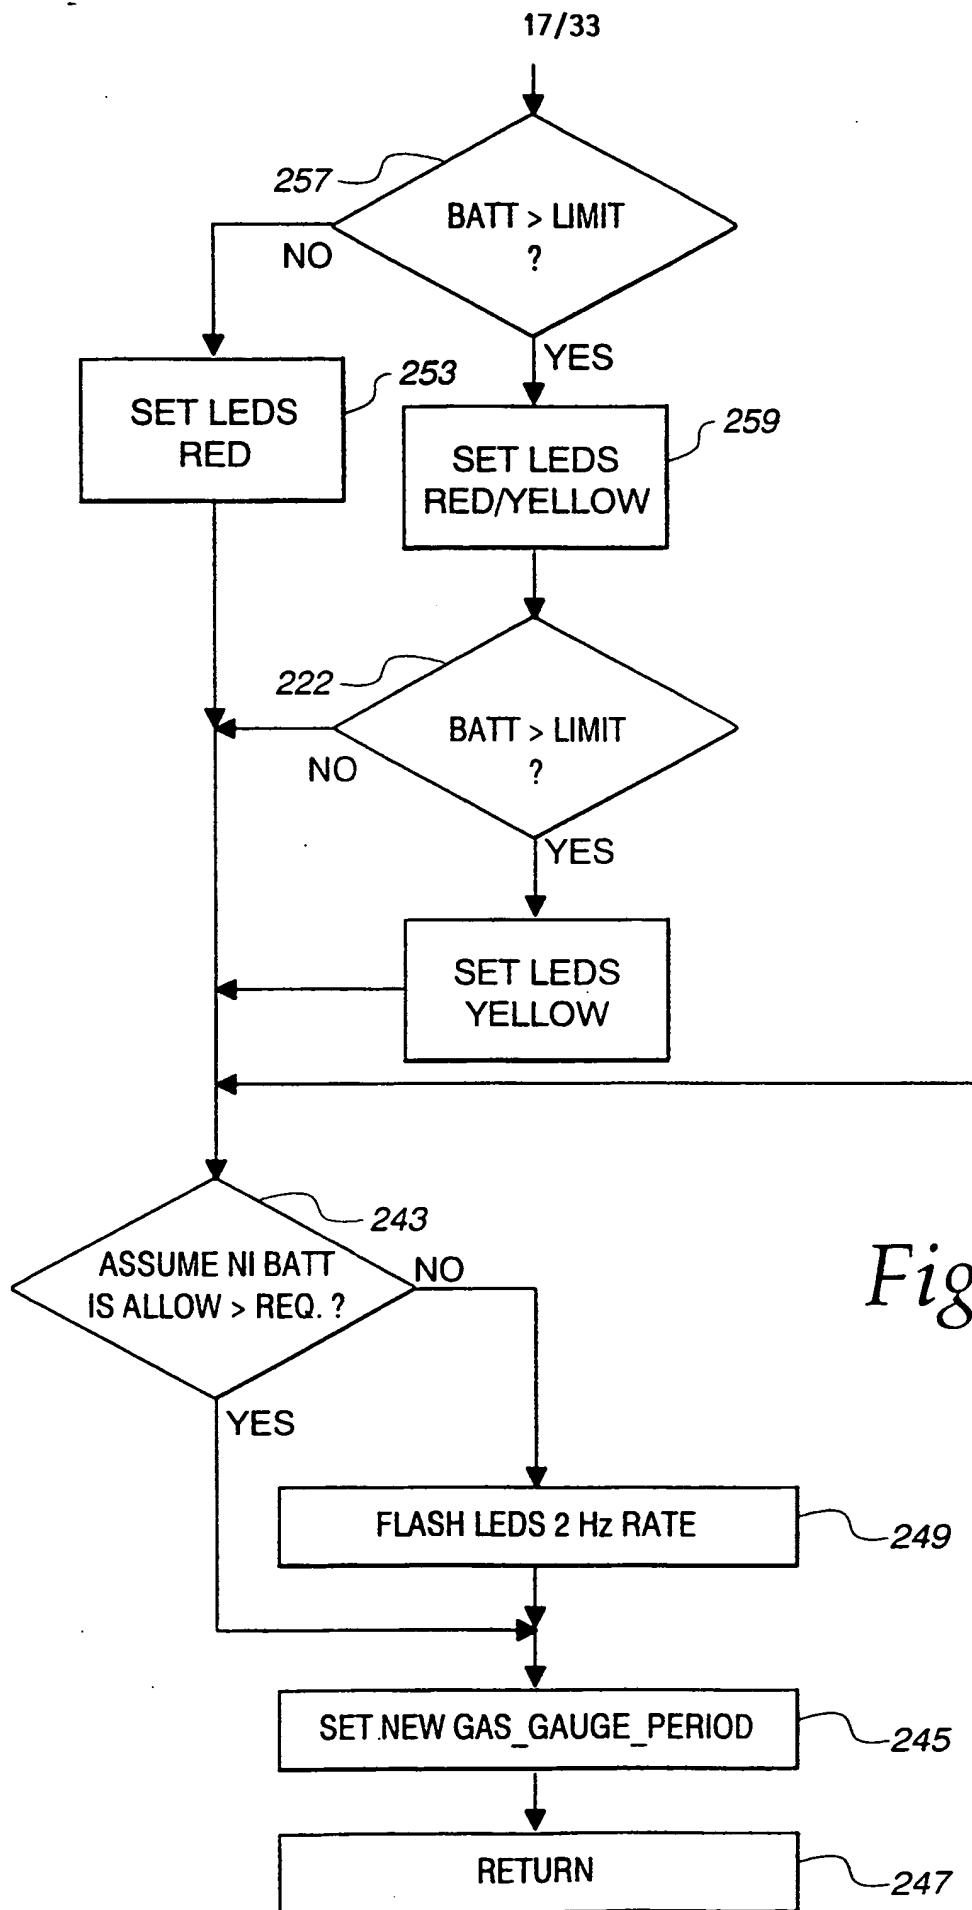 17/33
257
BATT > LIMIT
?
NO
YES
253
SET LEDS
RED
259
SET LEDS
RED/YELLOW
222
BATT > LIMIT
?
NO
YES
SET LEDS
YELLOW
243
ASSUME NI BATT
IS ALLOW > REQ. ?
NO
Fig
YES
FLASH LEDS 2 Hz RATE
249
SET NEW GAS_GAUGE_PERIOD
245
RETURN
247